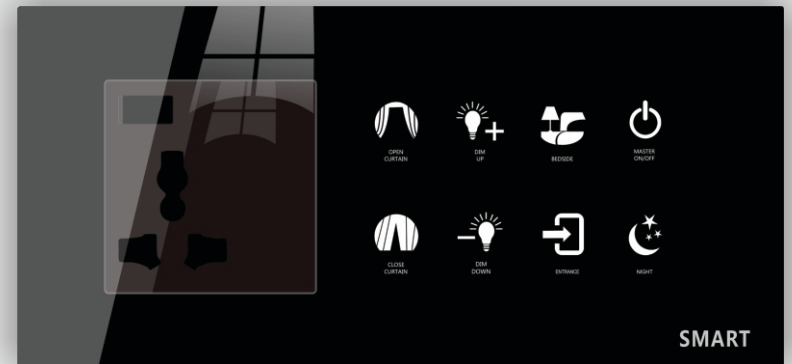 OPEN
CURTAIN
DIM
UP
BEDSIDE
MASTER
ON/OFF
CLOSE
CURTAIN
DIM
DOWN
ENTRANCE
NIGHT
SMART